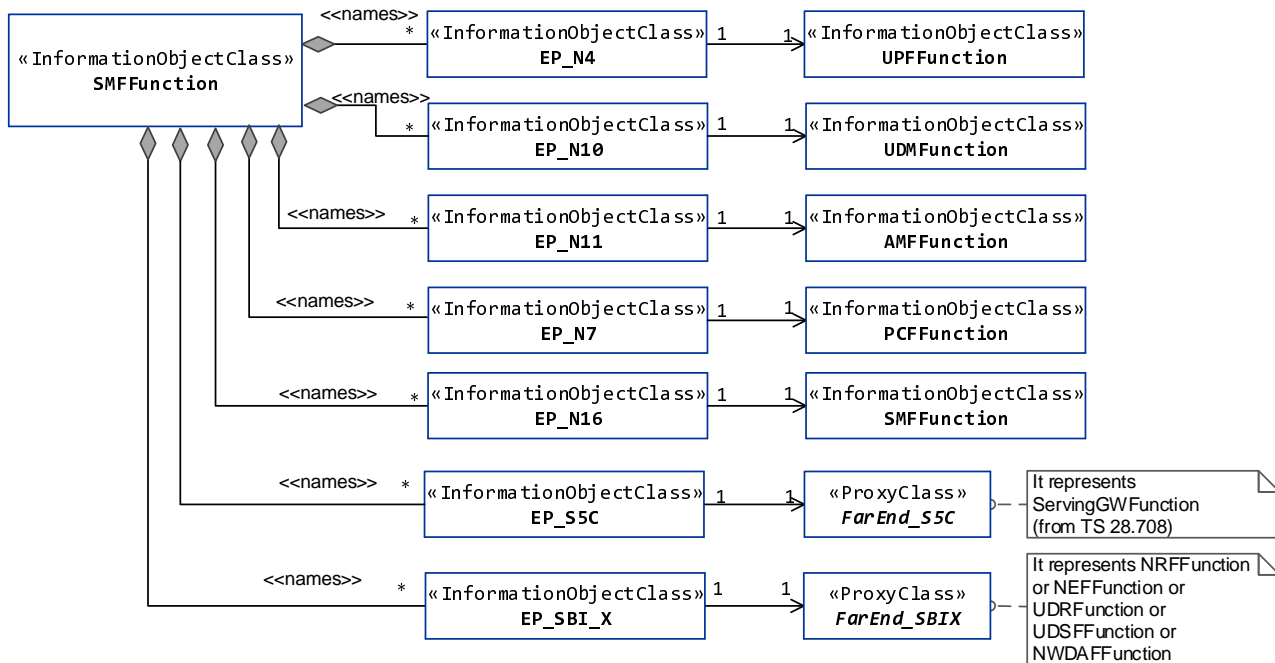 «InformationObjectClass»
SMFFunction
<<names>>
*
«InformationObjectClass»
EP_N4
1
1
«InformationObjectClass»
UPFFunction
<<names>>
*
«InformationObjectClass»
EP_N10
1
1
«InformationObjectClass»
UDMFunction
<<names>>
*
«InformationObjectClass»
EP_N11
1
1
«InformationObjectClass»
AMFFunction
<<names>>
*
«InformationObjectClass»
EP_N7
1
1
«InformationObjectClass»
PCFFunction
<<names>>
*
«InformationObjectClass»
EP_N16
1
1
«InformationObjectClass»
SMFFunction
<<names>>
*
«InformationObjectClass»
EP_S5C
1
1
«ProxyClass»
FarEnd_S5C
It represents
ServingGWFunction
(from TS 28.708)
<<names>>
*
«InformationObjectClass»
EP_SBI_X
1
1
«ProxyClass»
FarEnd_SBIX
It represents NRFFunction
or NEFFunction or
UDRFunction or
UDSFFunction or
NWDAFFunction